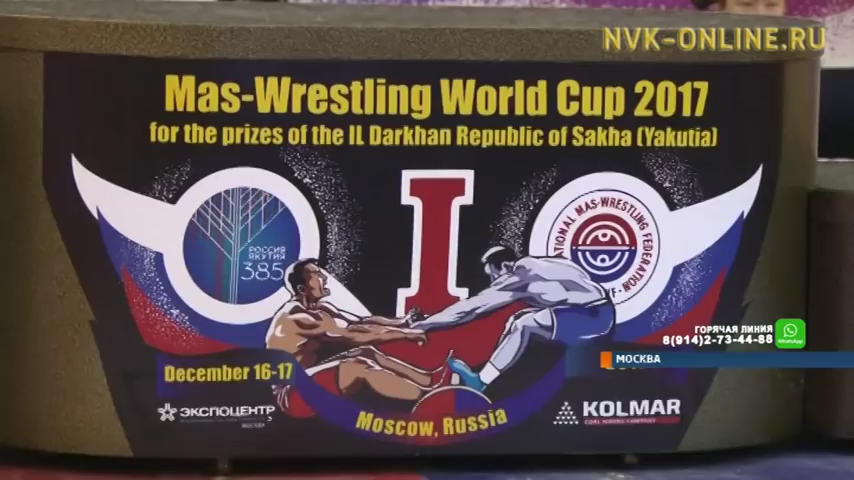 NVK-ONLINE.RU
Mas-Wrestling World Cup 2017
for the prizes of the IL Darkhan Republic of Sakha (Yakutia)
I
РОССИЯ
ЯКУТИЯ
385
MAS-WRESTLING FEDERATION
ГОРЯЧАЯ ЛИНИЯ
8(914)2-73-44-88
WhatsApp
МОСКВА
December 16-17
Moscow, Russia
ЭКСПОЦЕНТР
МОСКВА
KOLMAR